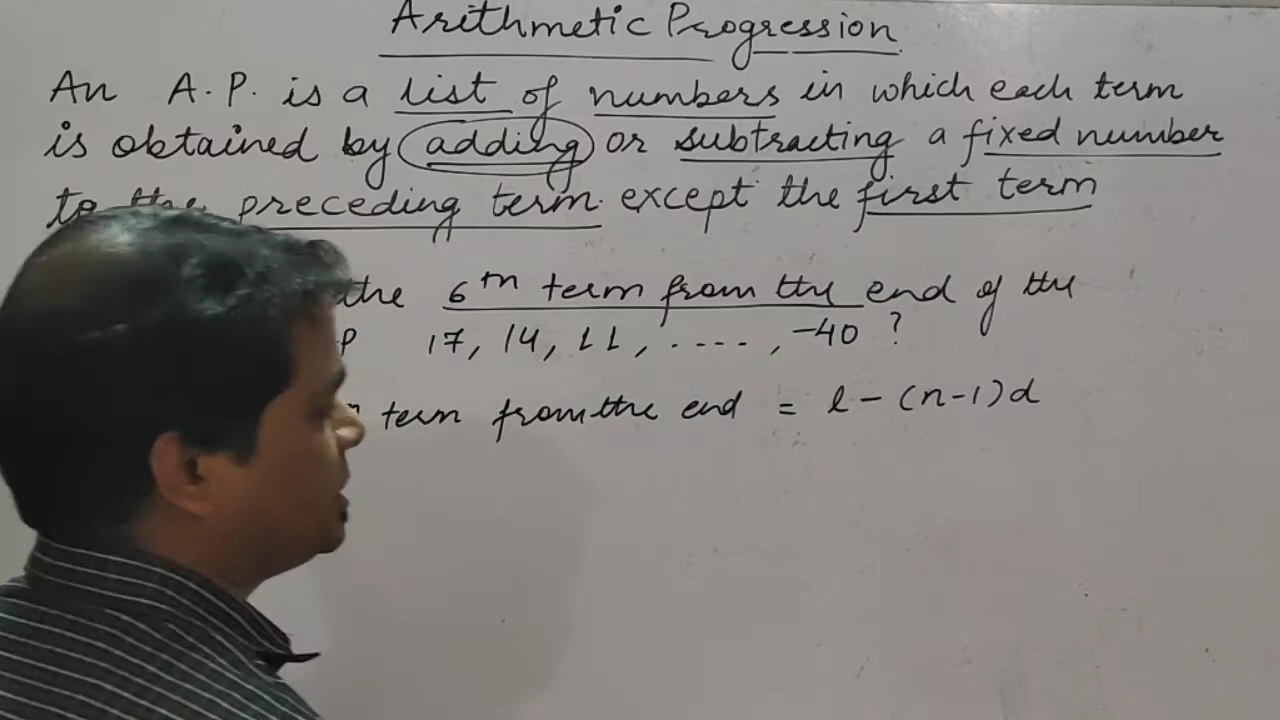 Arithmetic Progression
An A.P. is a list of numbers in which each term
is obtained by adding or subtracting a fixed number
to the preceding term except the first term
the 6th term from the end of the
P 17, 14, 11, ...., -40 ?
term from the end = l - (n-1)d